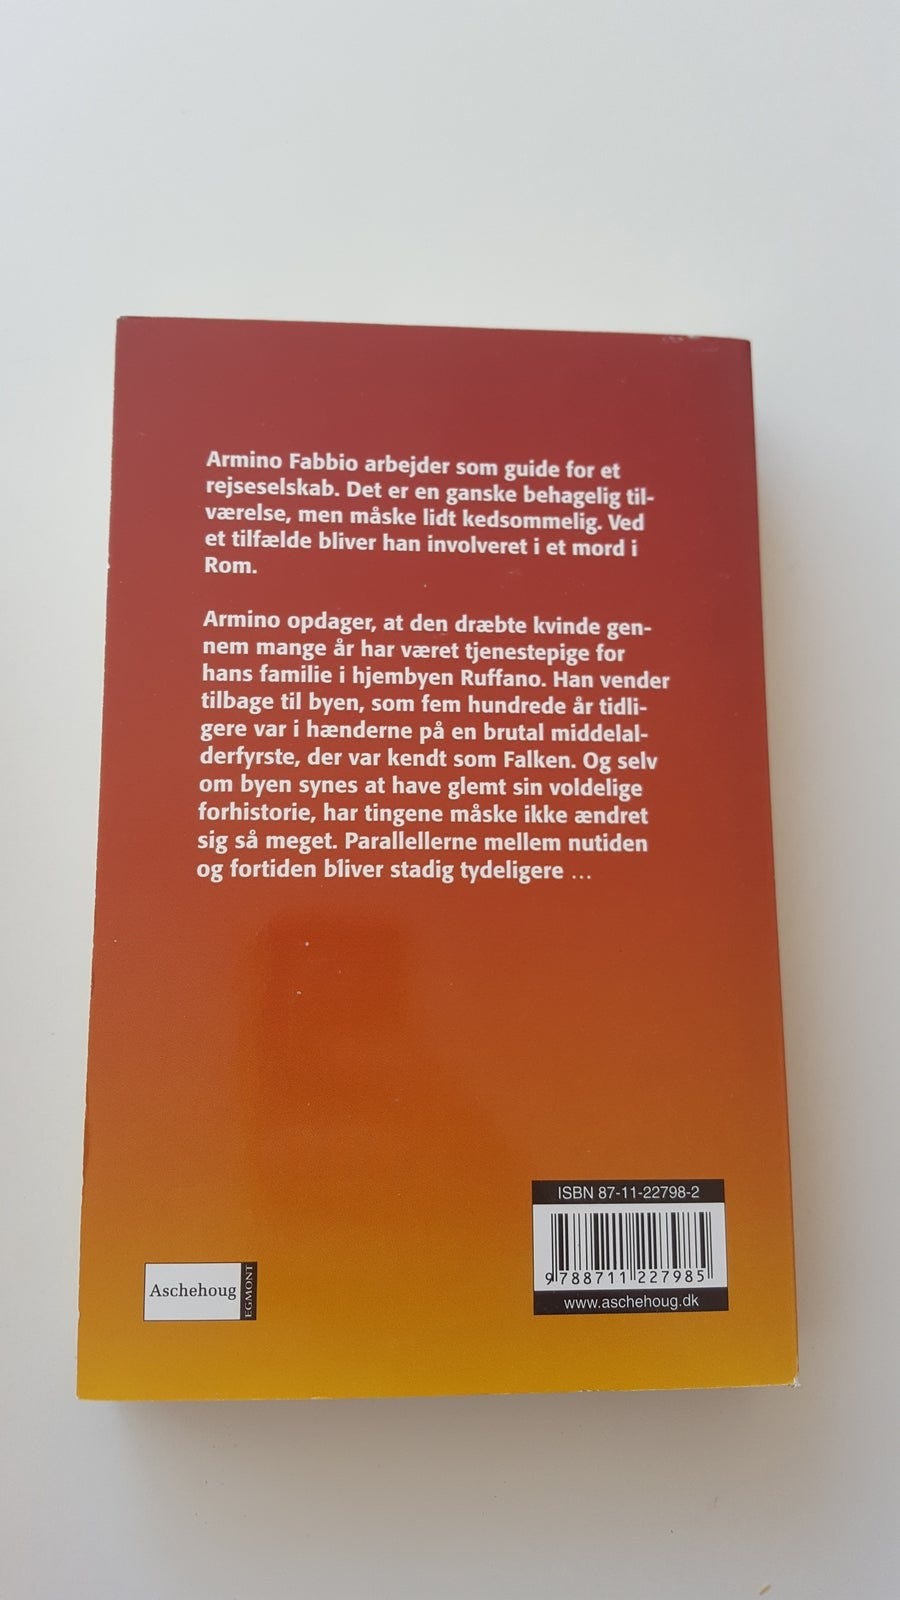 Armino Fabbio arbejder som guide for et
rejseselskab. Det er en ganske behagelig til-
værelse, men måske lidt kedsommelig. Ved
et tilfælde bliver han involveret i et mord i
Rom.
Armino opdager, at den dræbte kvinde gen-
nem mange år har været tjenestepige for
hans familie i hjembyen Ruffano. Han vender
tilbage til byen, som fem hundrede år tidli-
gere var i hænderne på en brutal middelal-
derfyrste, der var kendt som Falken. Og selv
om byen synes at have glemt sin voldelige
forhistorie, har tingene måske ikke ændret
sig så meget. Parallellerne mellem nutiden
og fortiden bliver stadig tydeligere ...
ISBN 87-11-22798-2
9 788711 227985
www.aschehoug.dk
Aschehoug
EGMONT